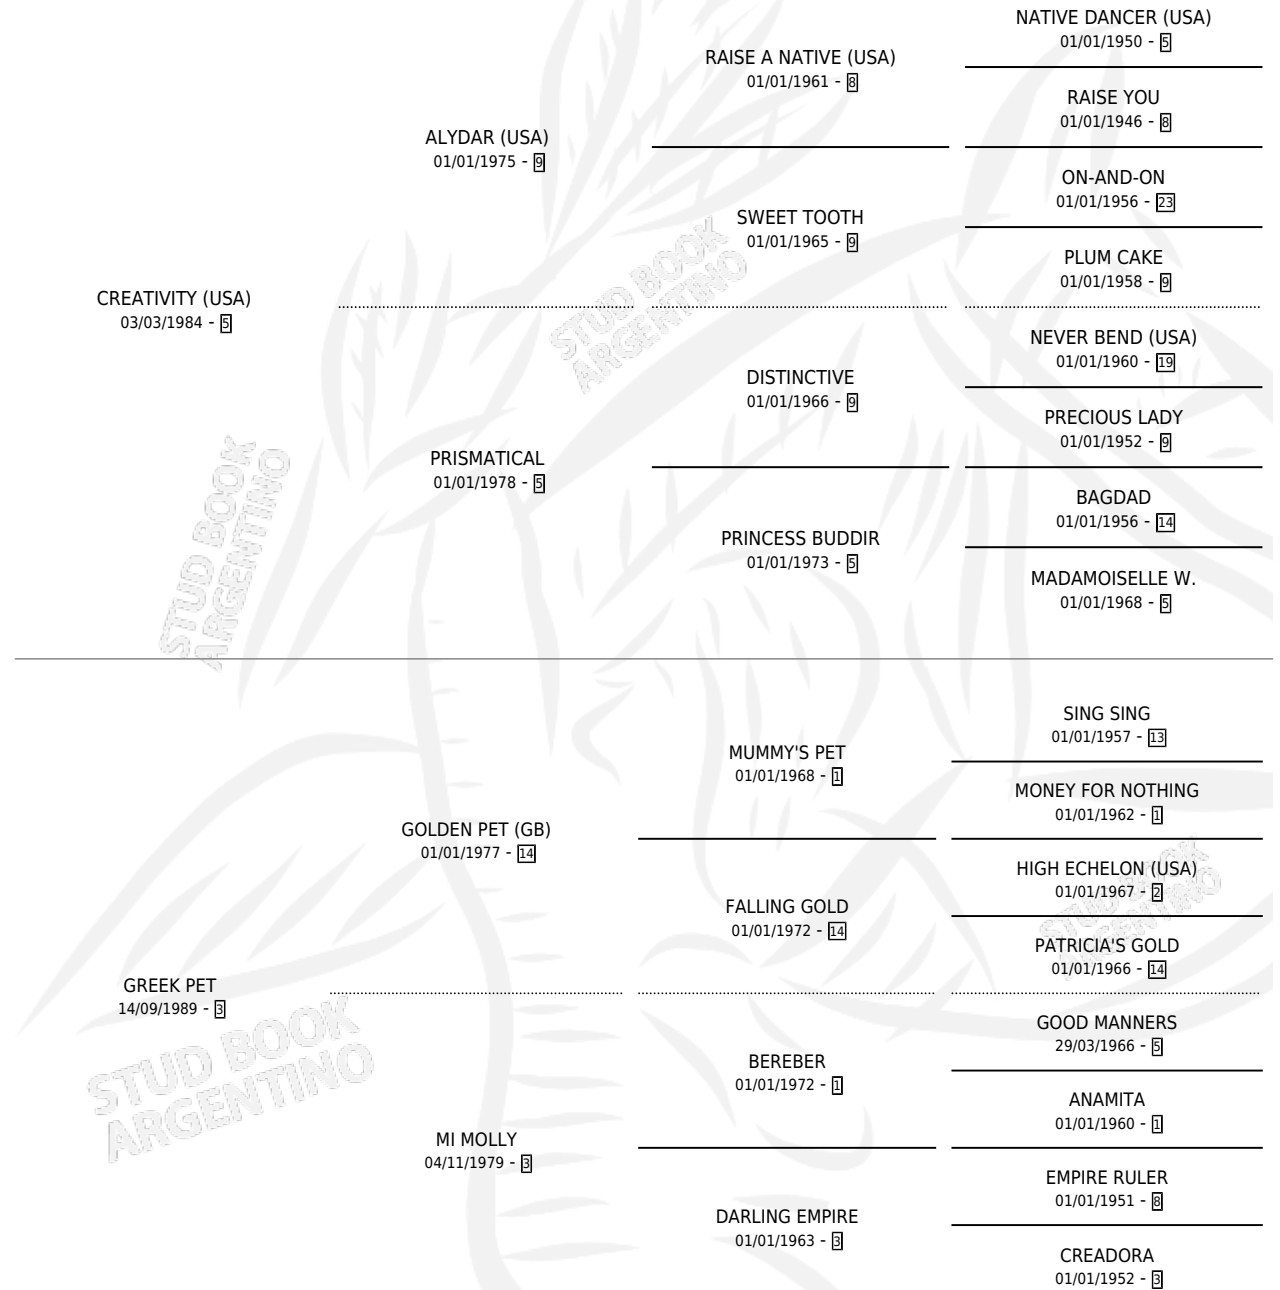 NATIVE DANCER (USA)
01/01/1950 - 5
RAISE A NATIVE (USA)
01/01/1961 - 8
RAISE YOU
01/01/1946 - 8
ALYDAR (USA)
01/01/1975 - 9
ON-AND-ON
01/01/1956 - 23
SWEET TOOTH
01/01/1965 - 9
PLUM CAKE
01/01/1958 - 9
CREATIVITY (USA)
03/03/1984 - 5
NEVER BEND (USA)
01/01/1960 - 19
DISTINCTIVE
01/01/1966 - 9
PRECIOUS LADY
01/01/1952 - 9
PRISMATICAL
01/01/1978 - 5
BAGDAD
01/01/1956 - 14
PRINCESS BUDDIR
01/01/1973 - 5
MADAMOISELLE W.
01/01/1968 - 5
SING SING
01/01/1957 - 13
MUMMY'S PET
01/01/1968 - 1
MONEY FOR NOTHING
01/01/1962 - 1
GOLDEN PET (GB)
01/01/1977 - 14
HIGH ECHELON (USA)
01/01/1967 - 2
FALLING GOLD
01/01/1972 - 14
PATRICIA'S GOLD
01/01/1966 - 14
GREEK PET
14/09/1989 - 3
GOOD MANNERS
29/03/1966 - 5
BEREBER
01/01/1972 - 1
ANAMITA
01/01/1960 - 1
MI MOLLY
04/11/1979 - 3
EMPIRE RULER
01/01/1951 - 8
DARLING EMPIRE
01/01/1963 - 3
CREADORA
01/01/1952 - 3
STUD BOOK
ARGENTINO
STUD BOOK
ARGENTINO
STUD BOOK
ARGENTINO
STUD BOOK
ARGENTINO